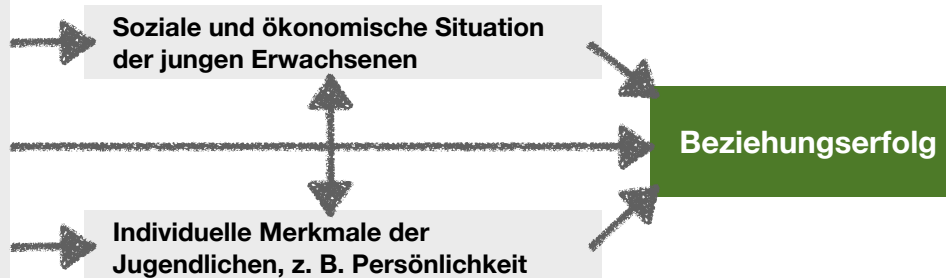 Soziale und ökonomische Situation
der jungen Erwachsenen
Beziehungserfolg
Individuelle Merkmale der
Jugendlichen, z. B. Persönlichkeit